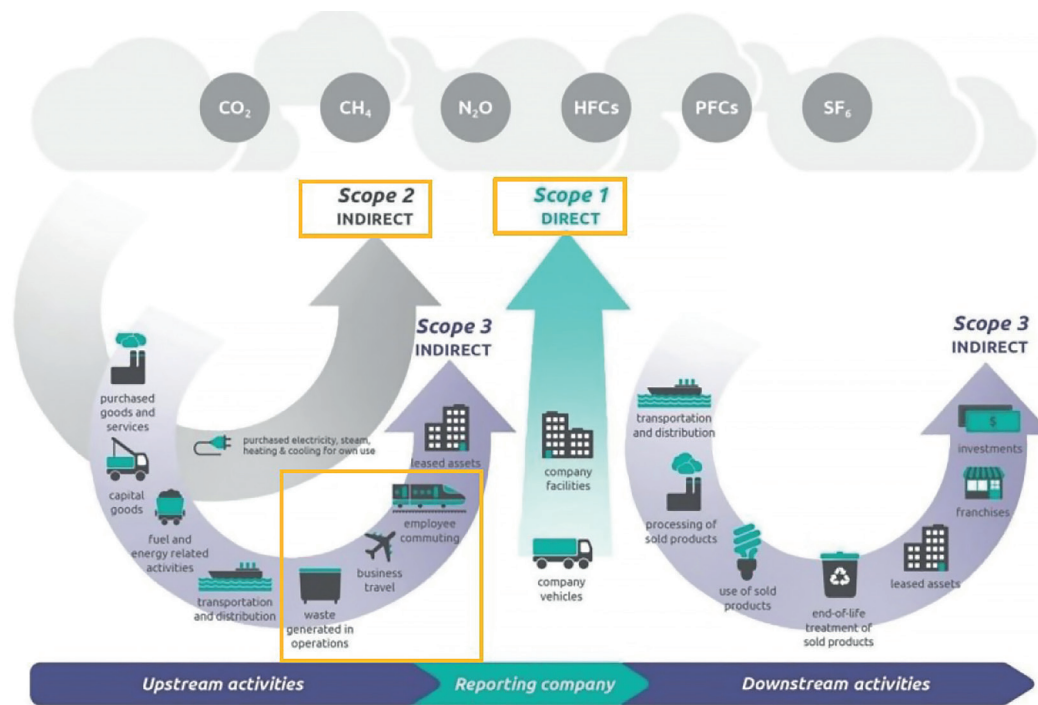 CO₂
CH₄
N₂O
HFCs
PFCs
SF₆
Scope 2
INDIRECT
Scope 1
DIRECT
Scope 3
INDIRECT
Scope 3
INDIRECT
purchased
goods and
services
capital
goods
fuel and
energy related
activities
transportation
and distribution
purchased electricity, steam,
heating & cooling for own use
waste
generated in
operations
business
travel
employee
commuting
leased assets
company
facilities
company
vehicles
transportation
and distribution
processing of
sold products
use of sold
products
end-of-life
treatment of
sold products
leased assets
franchises
investments
$
Upstream activities
Reporting company
Downstream activities